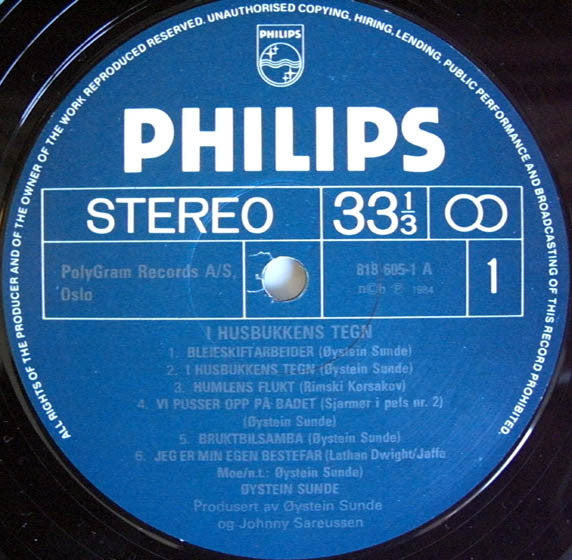 ALL RIGHTS OF THE PRODUCER AND OF THE OWNER OF THE WORK REPRODUCED RESERVED. UNAUTHORISED COPYING, HIRING, LENDING, PUBLIC PERFORMANCE AND BROADCASTING OF THIS RECORD PROHIBITED.
PHILIPS
PHILIPS
STEREO
33 1/3
PolyGram Records A/S,
Oslo
818 605-1 A
n©b ℗ 1984
1
I HUSBUKKENS TEGN
1. BLEIESKIFTARBEIDER (Øystein Sunde)
2. I HUSBUKKENS TEGN (Øystein Sunde)
3. HUMLENS FLUKT (Rimski Korsakov)
4. VI PUSSER OPP PÅ BADET (Sjarmør i pels nr. 2)
(Øystein Sunde)
5. BRUKTBILSAMBA (Øystein Sunde)
6. JEG ER MIN EGEN BESTEFAR (Lathan Dwight/Jaffa
Moe/n.t.: Øystein Sunde)
ØYSTEIN SUNDE
Produsert av Øystein Sunde
og Johnny Sareussen